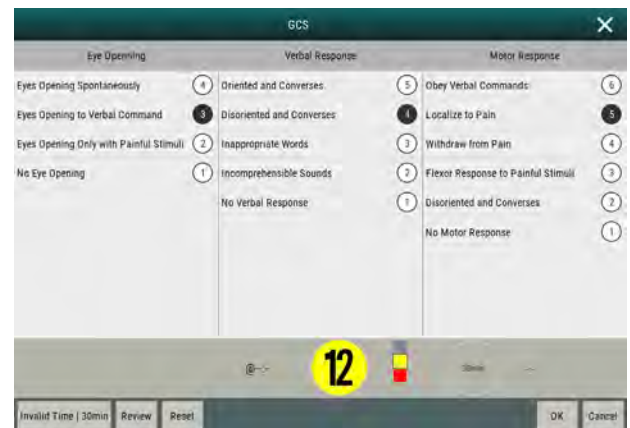 GCS
Eye Openning
Eyes Opening Spontaneously 4
Eyes Opening to Verbal Command 3
Eyes Opening Only with Painful Stimuli 2
No Eye Opening 1
Verbal Response
Oriented and Converses 5
Disoriented and Converses 4
Inappropriate Words 3
Incomprehensible Sounds 2
No Verbal Response 1
Motor Response
Obey Verbal Commands 6
Localize to Pain 5
Withdraw from Pain 4
Flexor Response to Painful Stimuli 3
Disoriented and Converses 2
No Motor Response 1
12
30min --
Invalid Time | 30min Review Reset OK Cancel